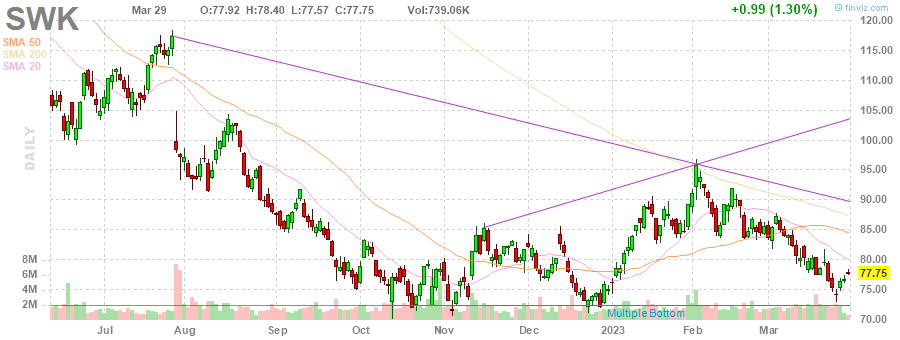 SWK Mar 29 O:77.92 H:78.40 L:77.57 C:77.75 Vol:739.06K +0.99 (1.30%) © finviz.com
SMA 50
SMA 200
SMA 20
DAILY
120.00
115.00
110.00
105.00
100.00
95.00
90.00
85.00
80.00
77.75
75.00
70.00
8M
6M
4M
2M
Multiple Bottom
Jul Aug Sep Oct Nov Dec 2023 Feb Mar